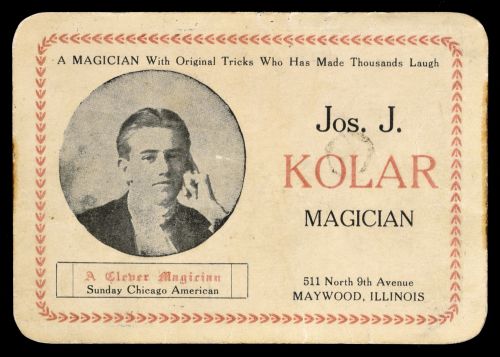 A MAGICIAN With Original Tricks Who Has Made Thousands Laugh
Jos. J.
KOLAR
MAGICIAN
A Clever Magician
Sunday Chicago American
511 North 9th Avenue
MAYWOOD, ILLINOIS